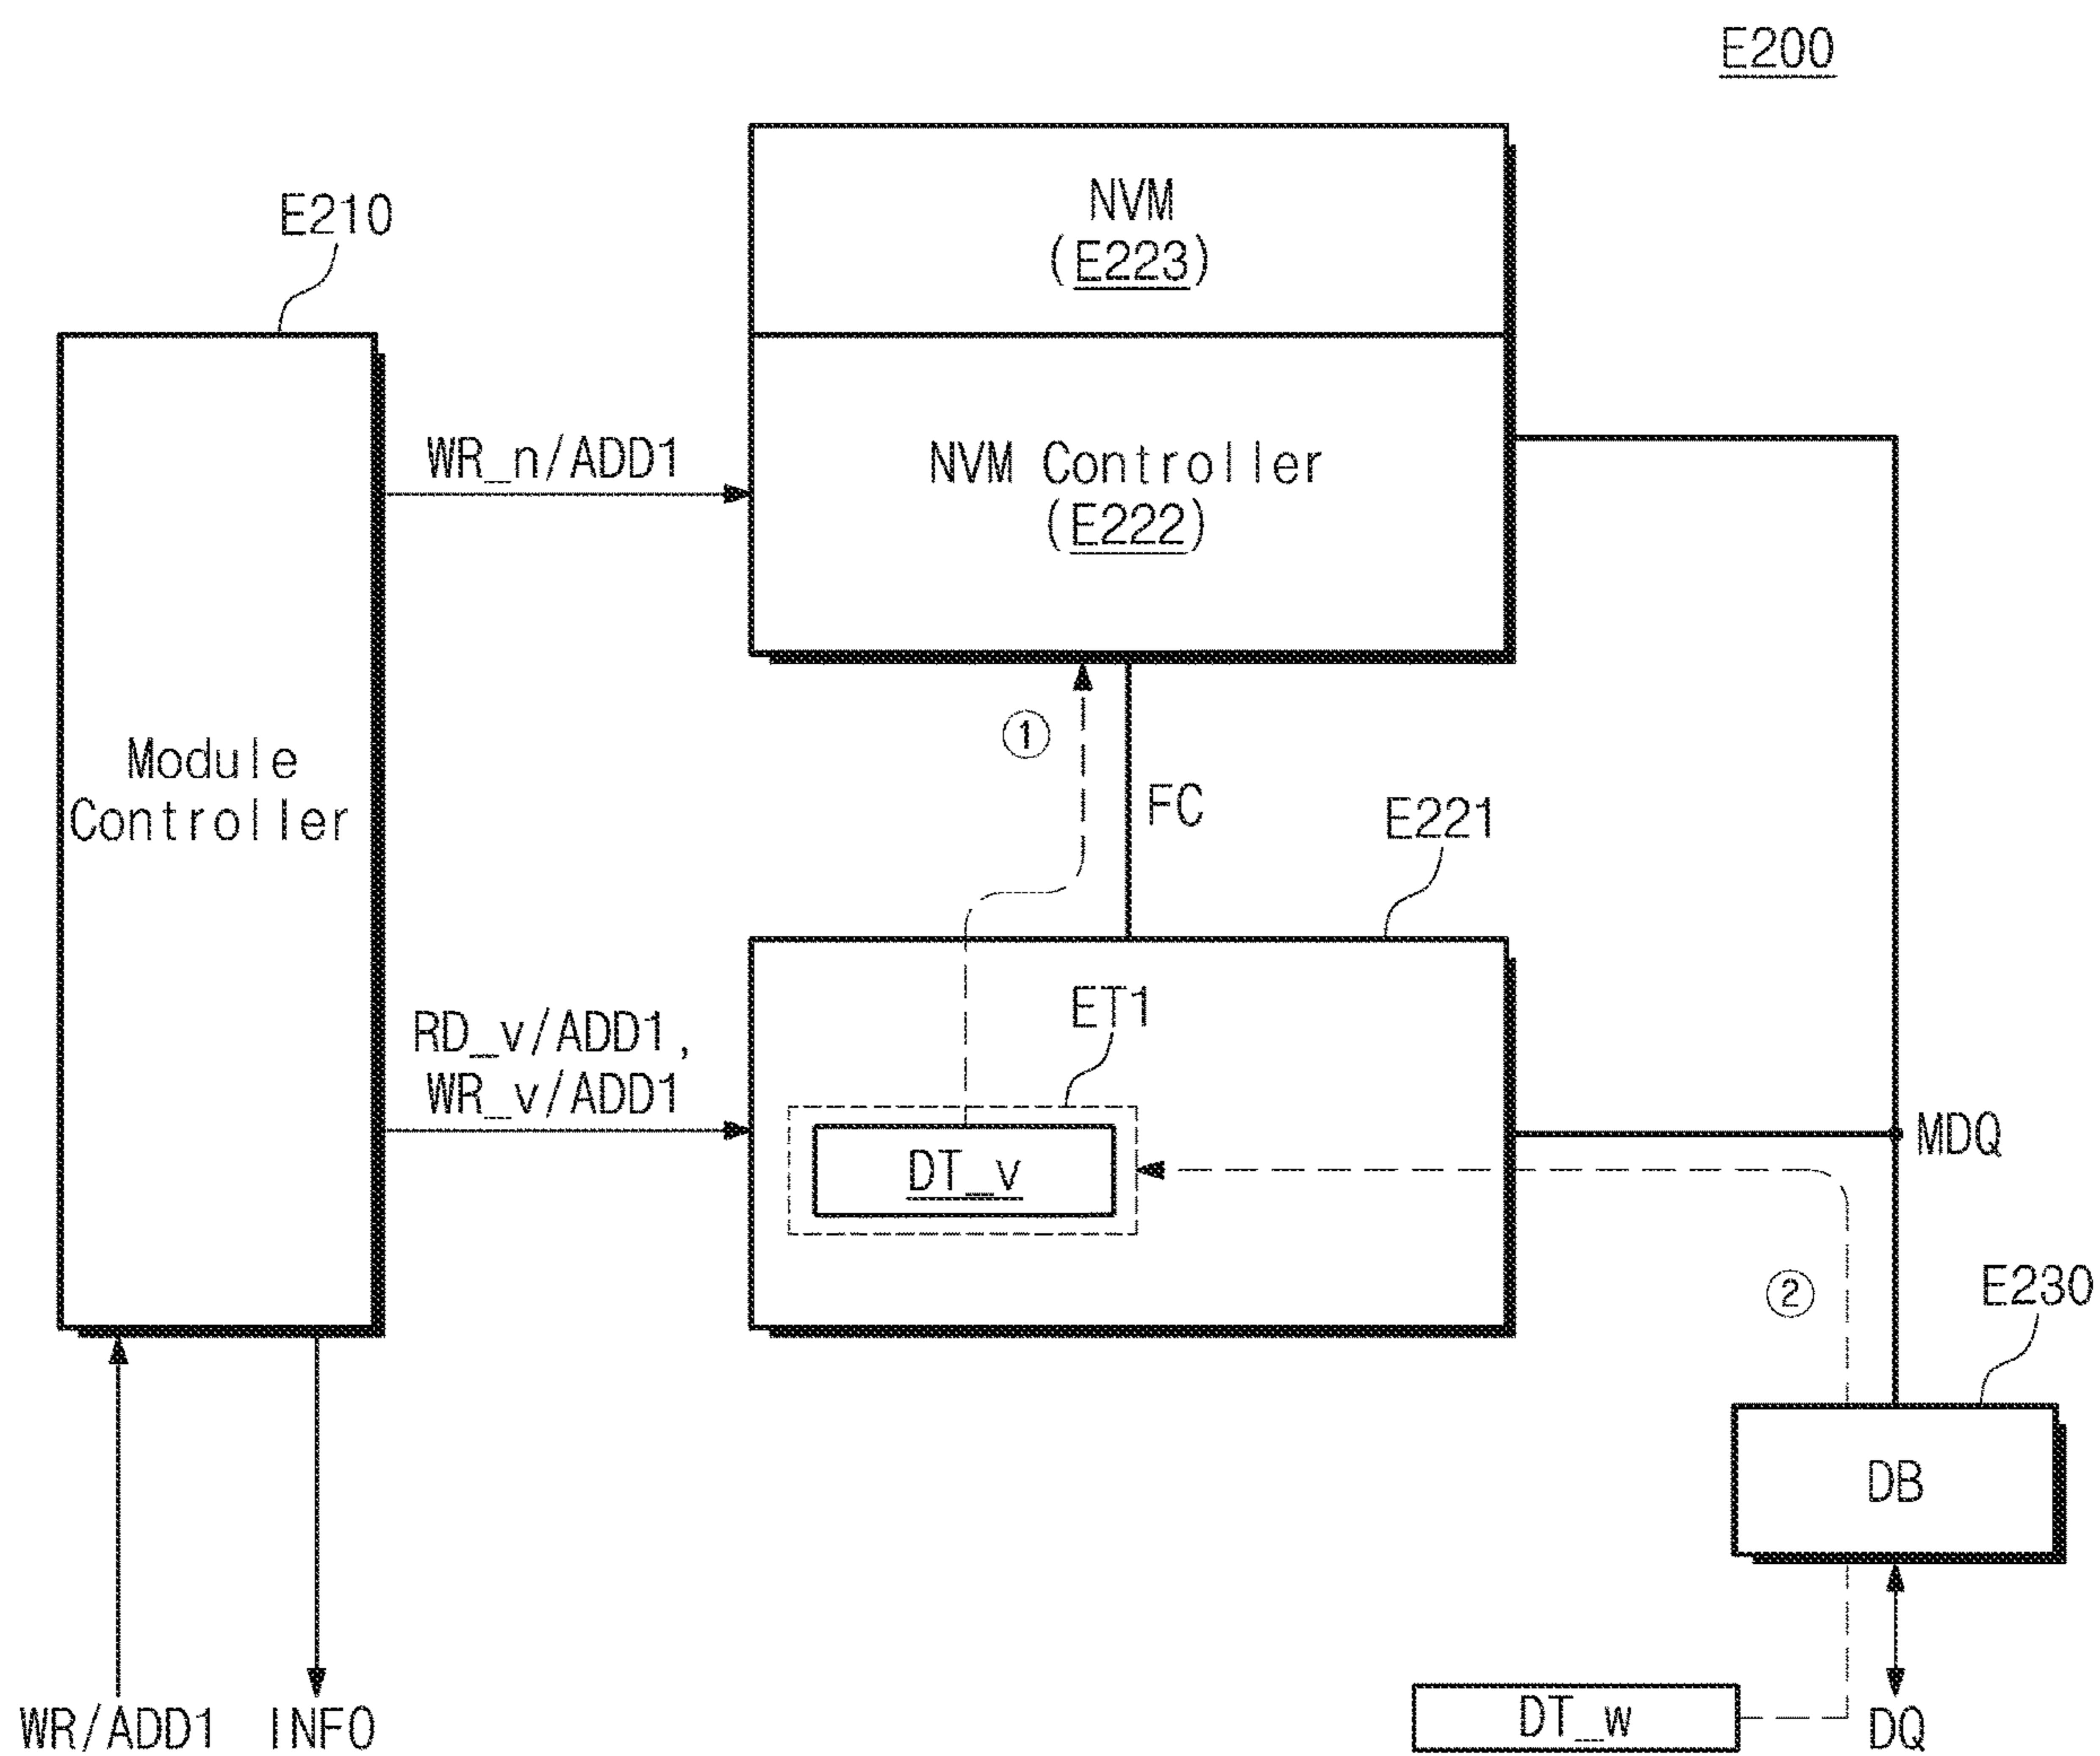 E200
E210
NVM
(E223)
WR_n/ADD1
NVM Controller
(E222)
①
Module
Controller
FC
E221
ET1
RD_v/ADD1,
WR_v/ADD1
DT_v
MDQ
②
E230
DB
WR/ADD1
INFO
DT_w
DQ